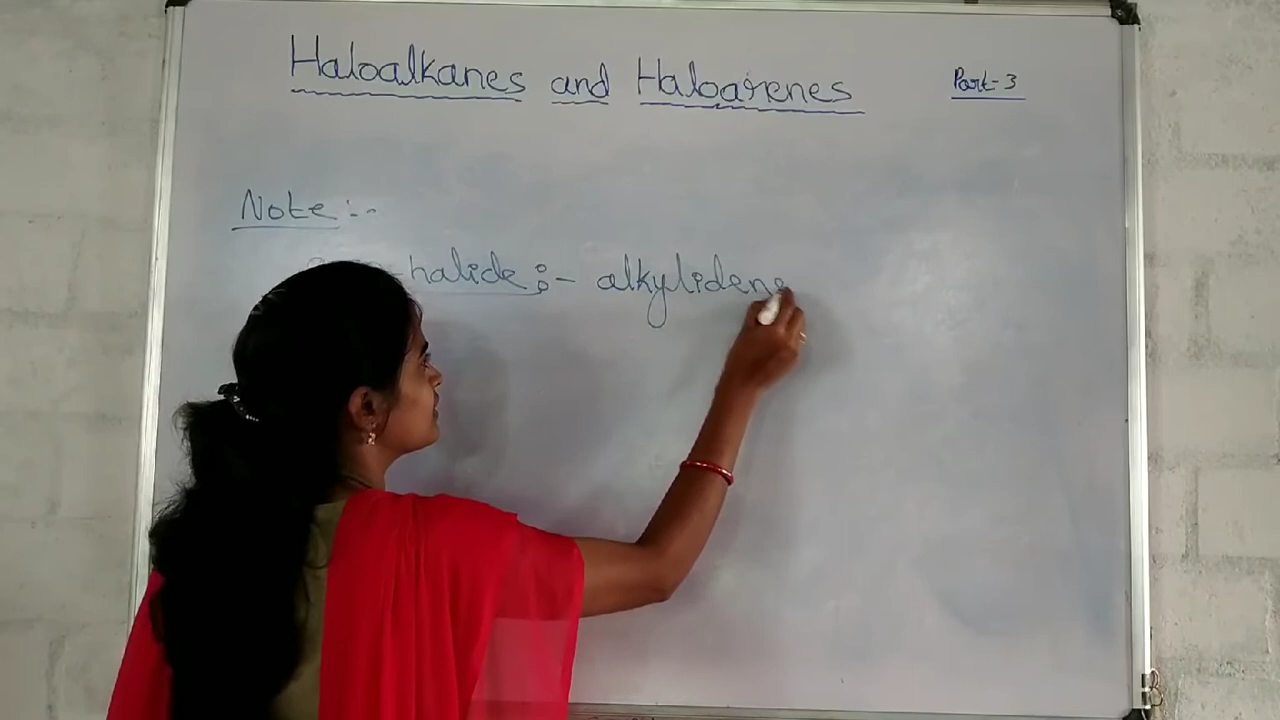 Haloalkanes and Haloarenes Part-3
Note :-
-halide :- alkylidene